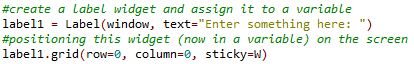 #create a Label widget and assign it to a variable
label1 = Label(window, text="Enter something here: ")
#positioning this widget (now in a variable) on the screen
label1.grid(row=0, column=0, sticky=W)